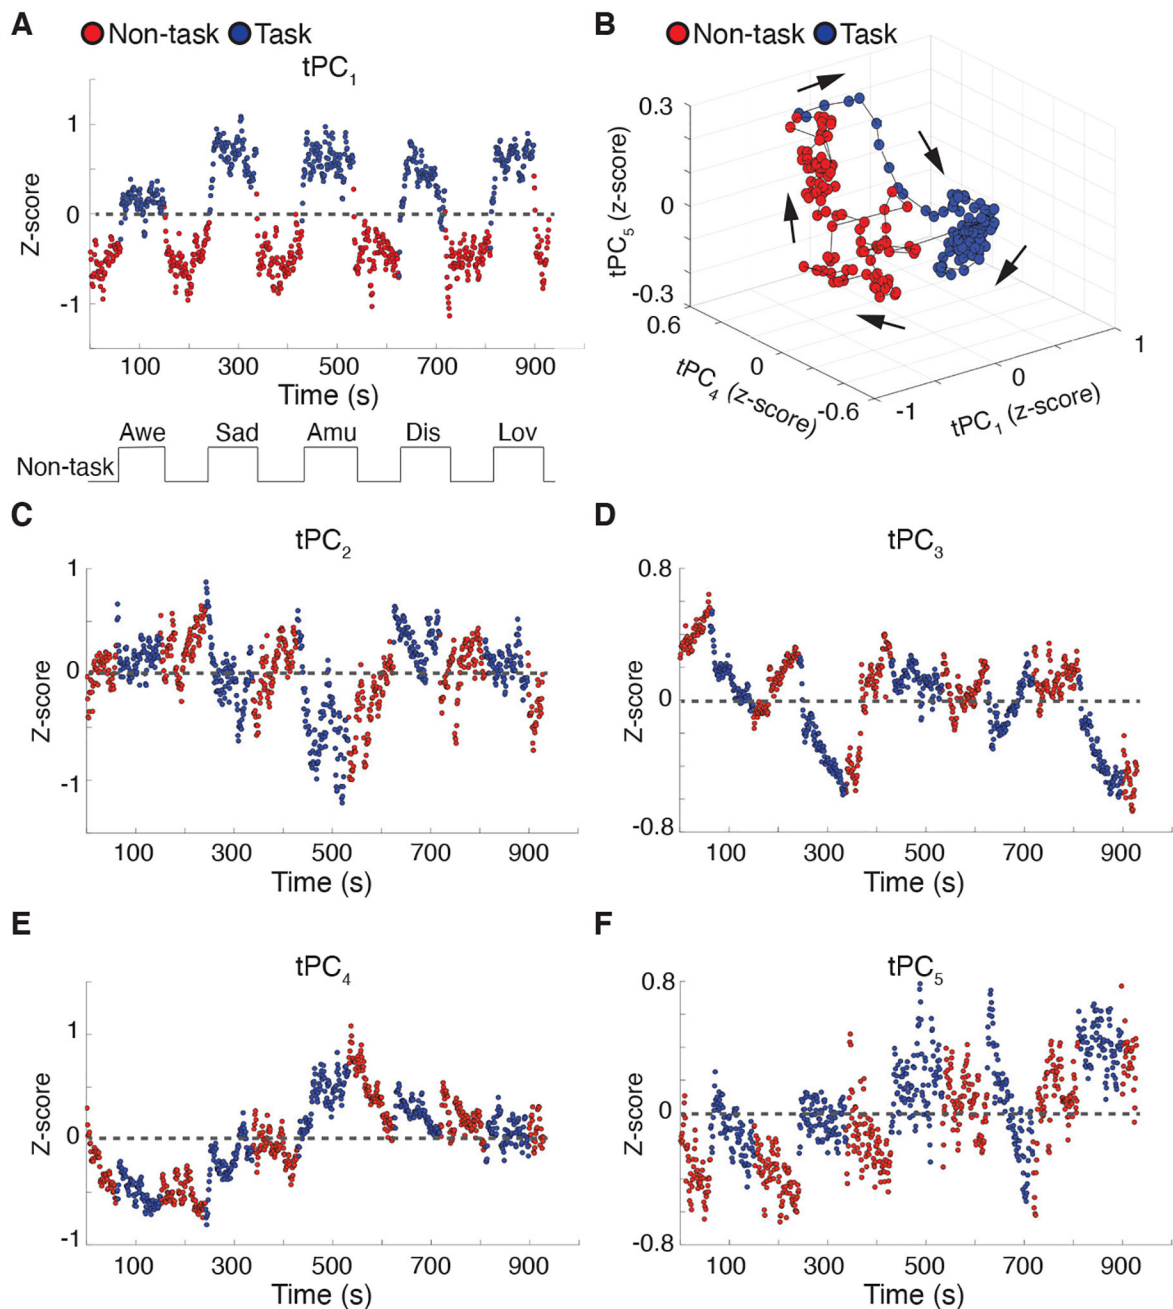 A
Non-task Task
tPC1
Z-score
1
0
-1
100 300 500 700 900
Time (s)
Awe Sad Amu Dis Lov
Non-task
B
Non-task Task
tPC5 (z-score)
0.3
0
-0.3
0.6
0
-0.6
tPC4 (z-score)
-1
0
1
tPC1 (z-score)
C
tPC2
Z-score
1
0
-1
100 300 500 700 900
Time (s)
D
tPC3
Z-score
0.8
0
-0.8
100 300 500 700 900
Time (s)
E
tPC4
Z-score
1
0
-1
100 300 500 700 900
Time (s)
F
tPC5
Z-score
0.8
0
-0.8
100 300 500 700 900
Time (s)